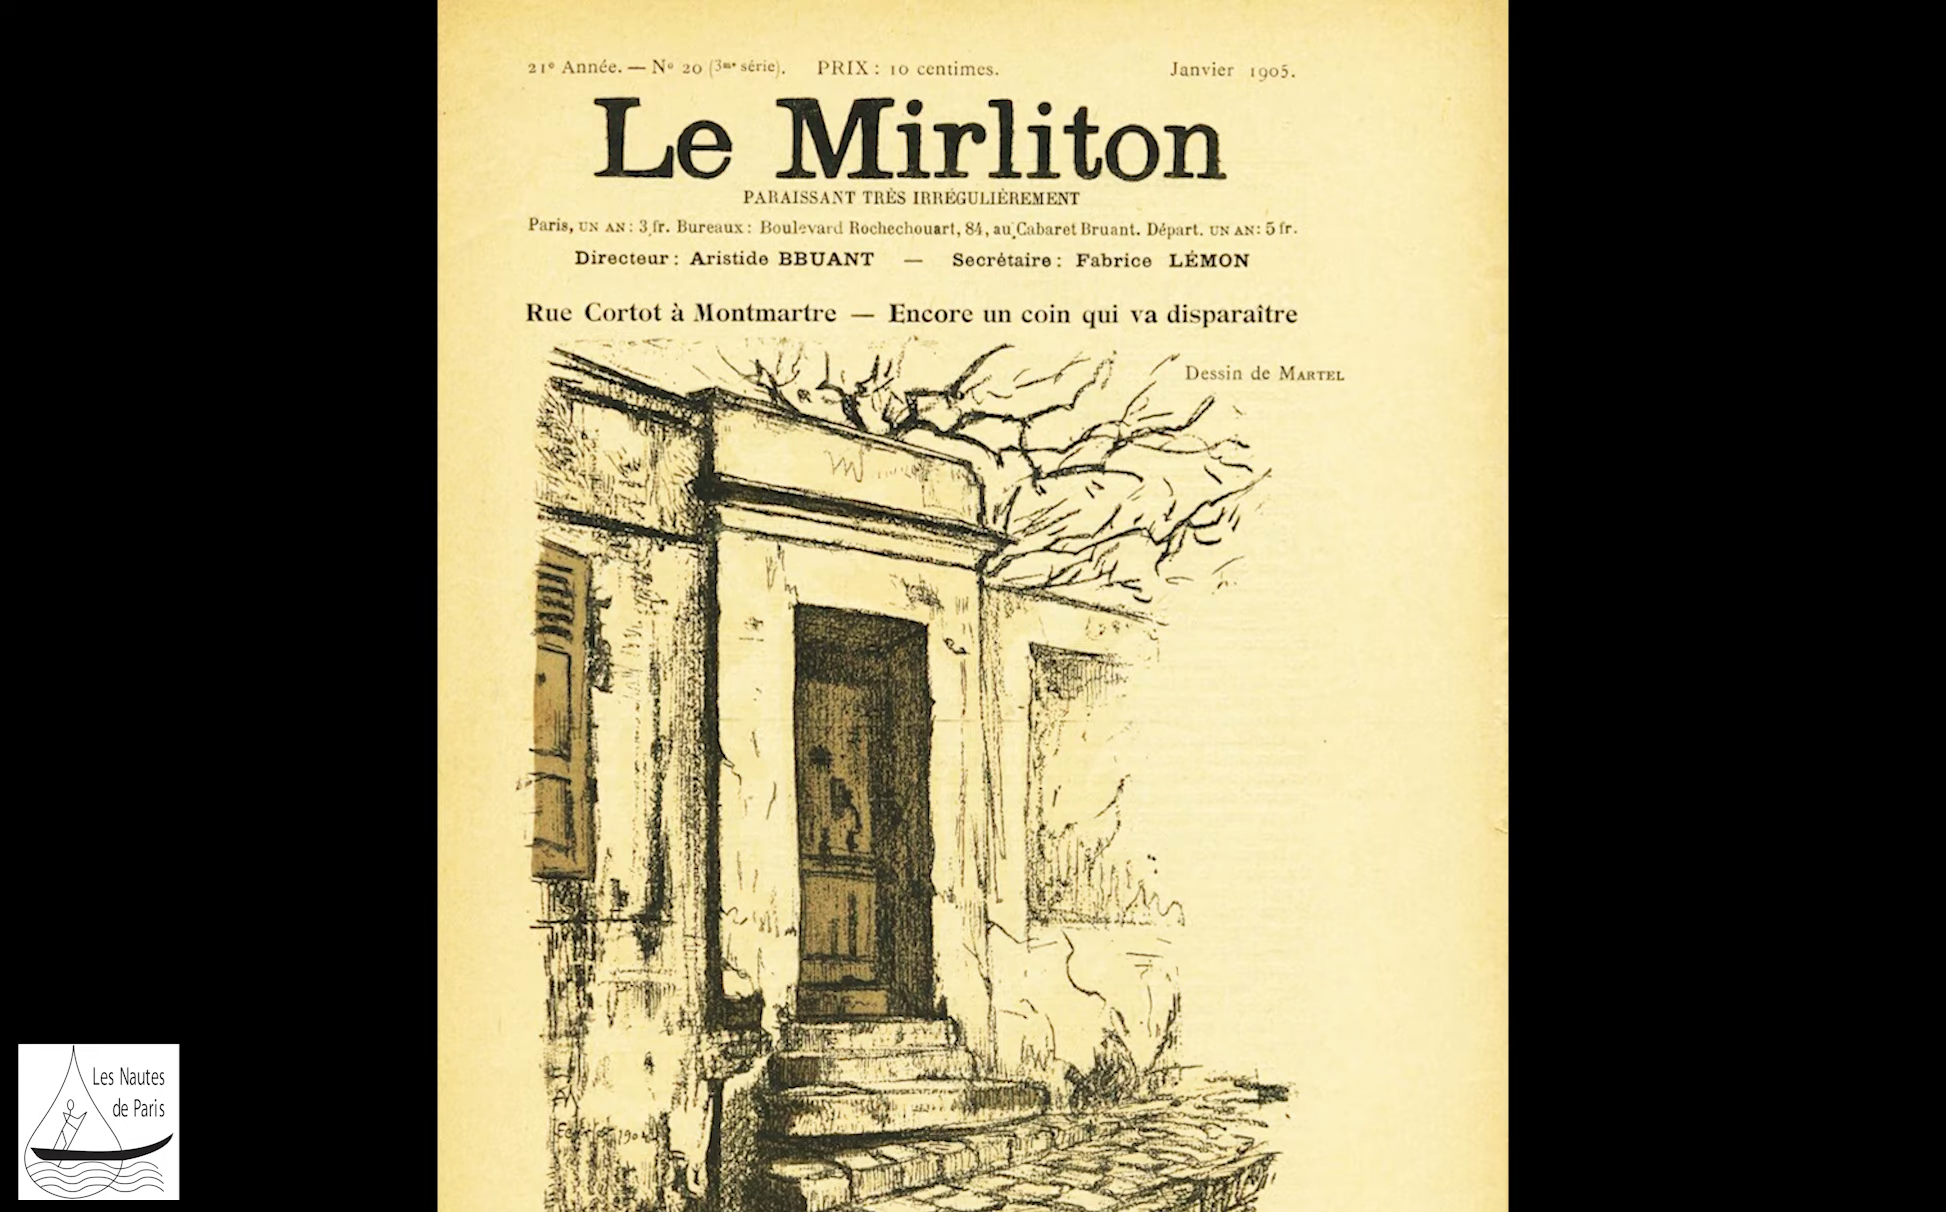 21e Année. — No 20 (3me série). PRIX : 10 centimes. Janvier 1905.
Le Mirliton
PARAISSANT TRÈS IRRÉGULIÈREMENT
Paris, UN AN : 3 fr. Bureaux : Boulevard Rochechouart, 84, au Cabaret Bruant. Départ. UN AN : 5 fr.
Directeur : Aristide BBUANT — Secrétaire : Fabrice LÉMON
Rue Cortot à Montmartre — Encore un coin qui va disparaître
Dessin de MARTEL
Les Nautes
de Paris